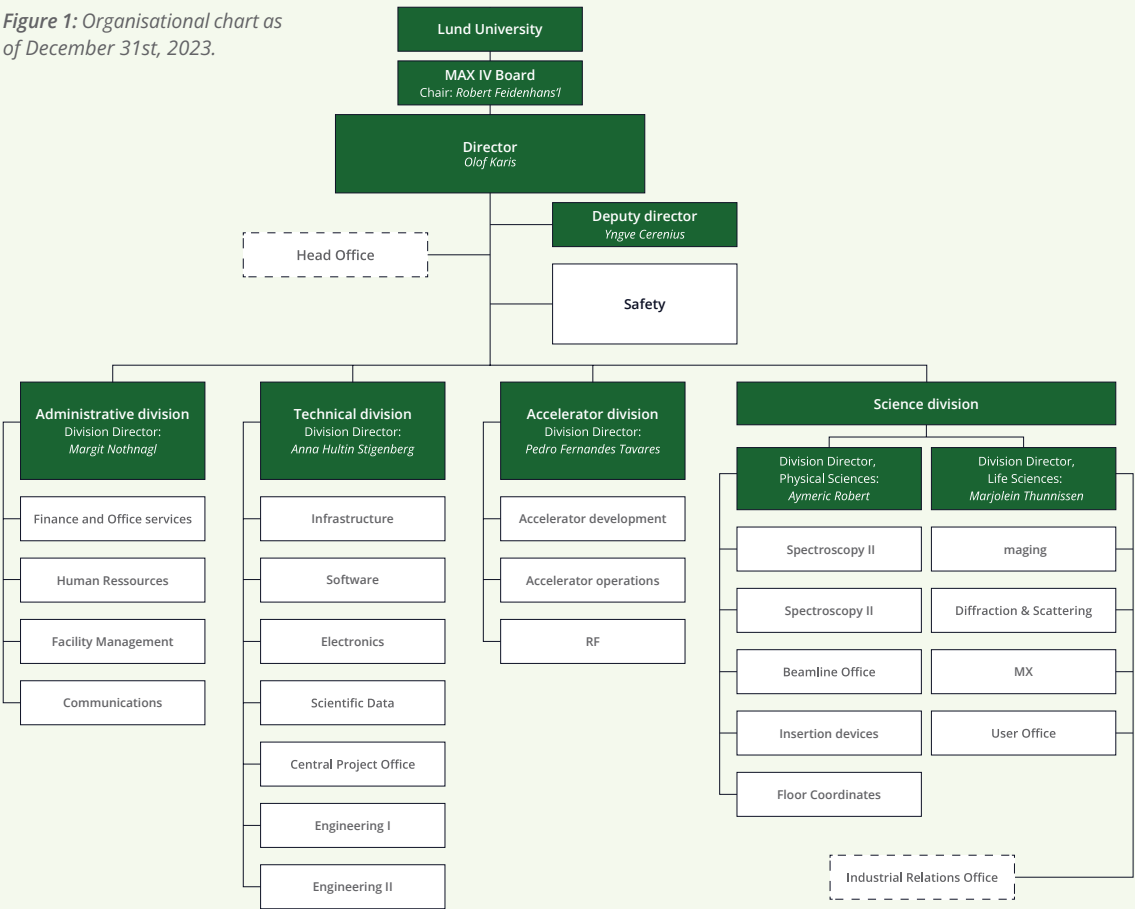 Figure 1: Organisational chart as
of December 31st, 2023.
Lund University
MAX IV Board
Chair: Robert Feidenhans'l
Director
Olof Karis
Deputy director
Yngve Cerenius
Head Office
Safety
Administrative division
Division Director:
Margit Nothnagl
Finance and Office services
Human Ressources
Facility Management
Communications
Technical division
Division Director:
Anna Hultin Stigenberg
Infrastructure
Software
Electronics
Scientific Data
Central Project Office
Engineering I
Engineering II
Accelerator division
Division Director:
Pedro Fernandes Tavares
Accelerator development
Accelerator operations
RF
Science division
Division Director,
Physical Sciences:
Aymeric Robert
Spectroscopy II
Spectroscopy II
Beamline Office
Insertion devices
Floor Coordinates
Division Director,
Life Sciences:
Marjolein Thunnissen
maging
Diffraction & Scattering
MX
User Office
Industrial Relations Office